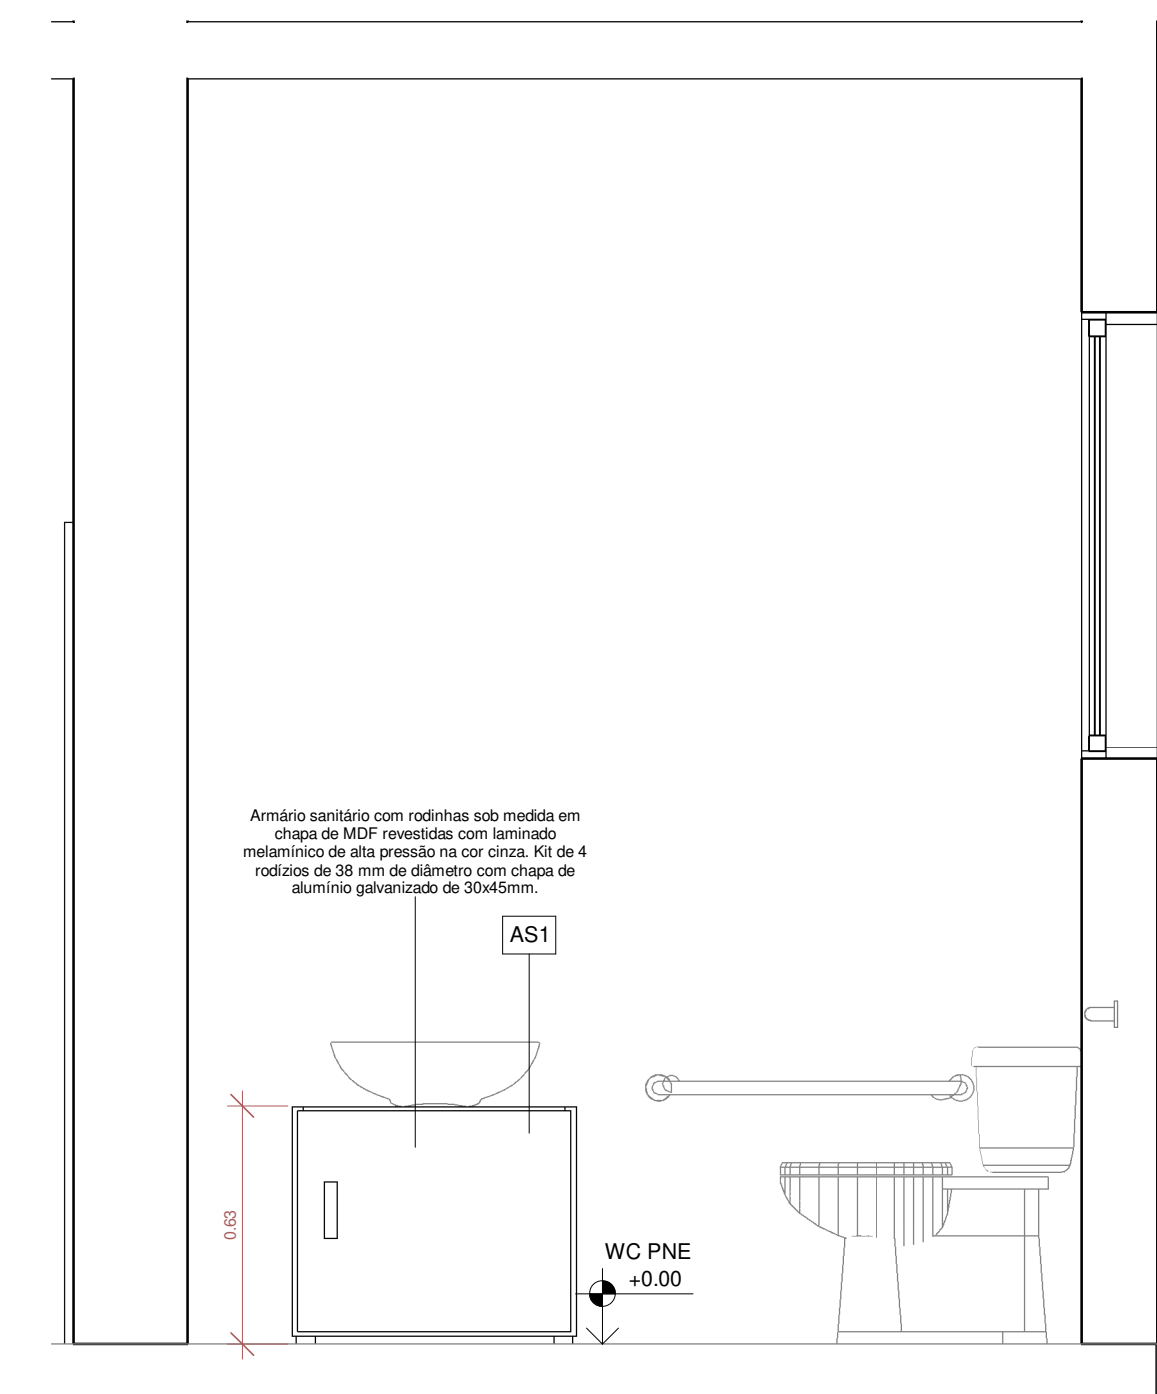 Armário sanitário com rodinhas sob medida em
chapa de MDF revestidas com laminado
melamínico de alta pressão na cor cinza. Kit de 4
rodízios de 38 mm de diâmetro com chapa de
alumínio galvanizado de 30x45mm.
AS1
0.63
WC PNE
+0.00